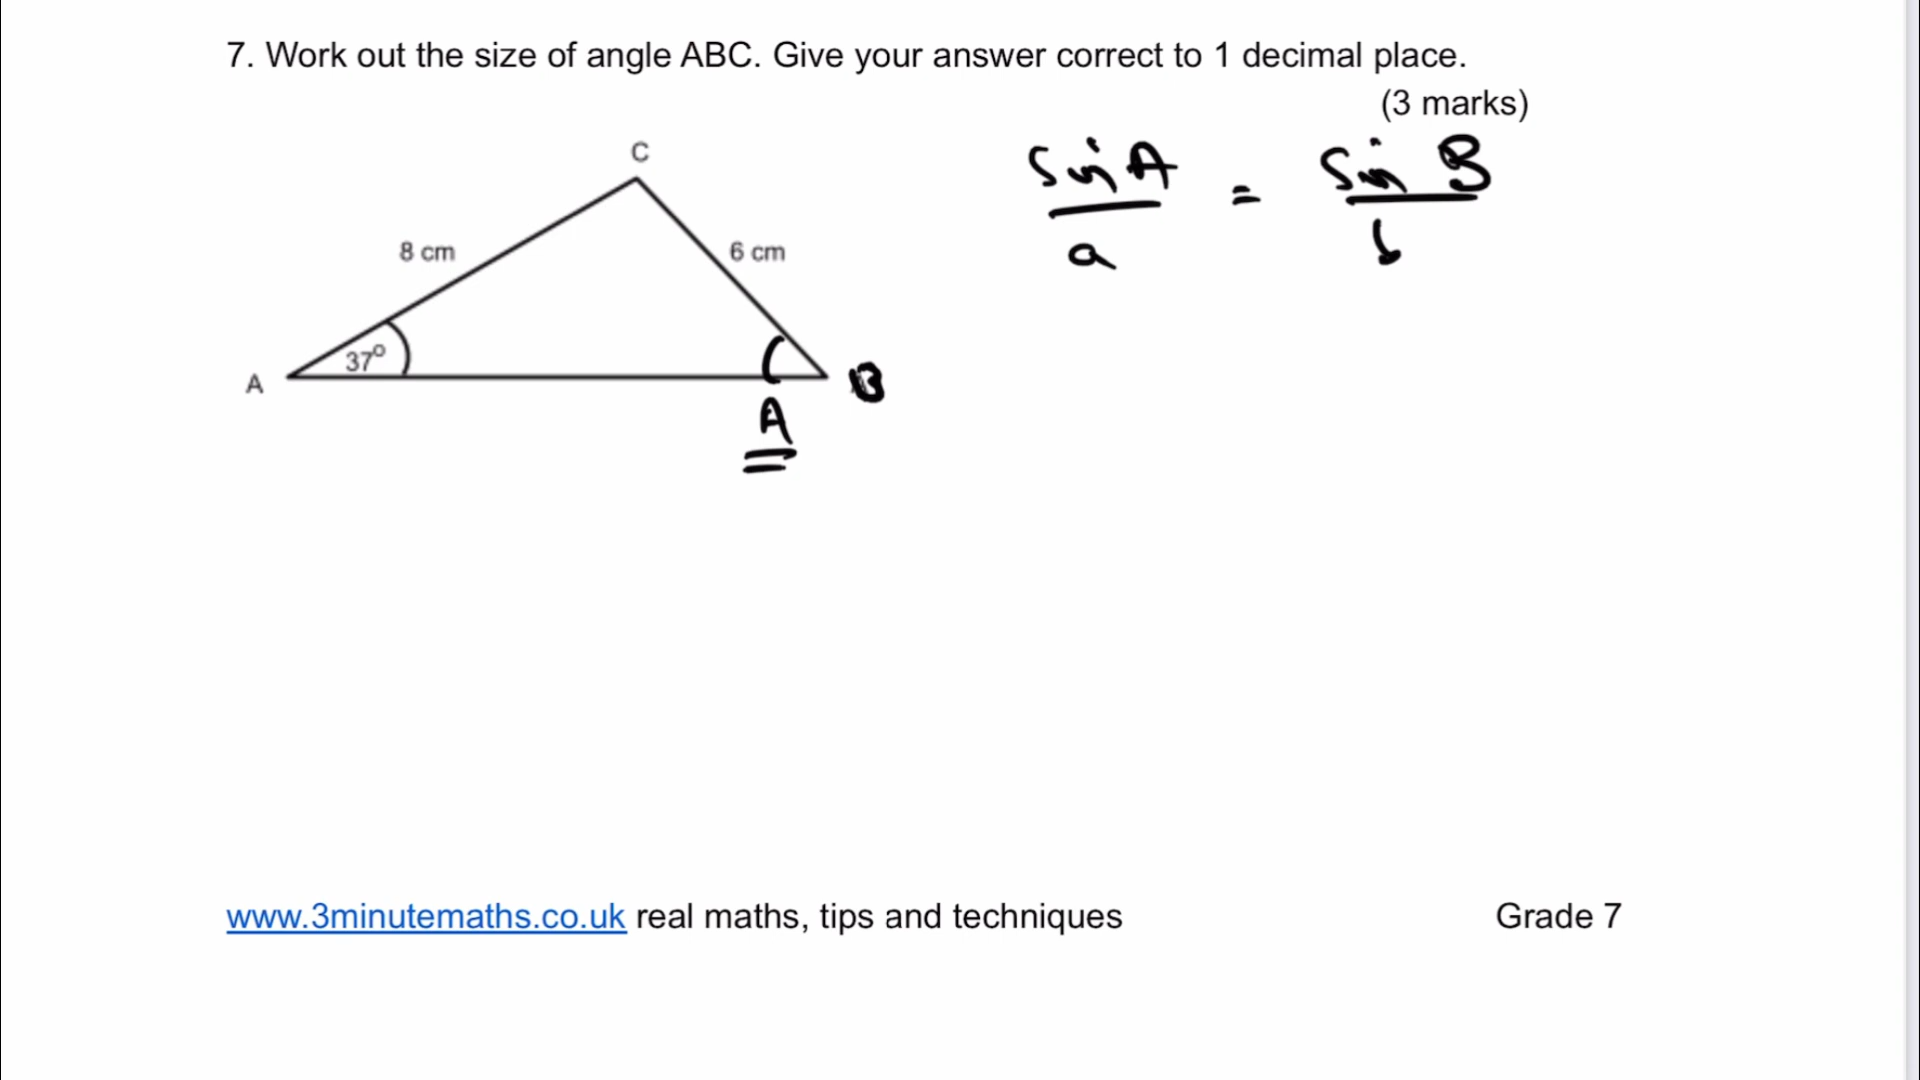 7. Work out the size of angle ABC. Give your answer correct to 1 decimal place.
(3 marks)
sin A / a = sin B / b
C
8 cm
6 cm
37°
A
B
A
www.3minutemaths.co.uk real maths, tips and techniques
Grade 7